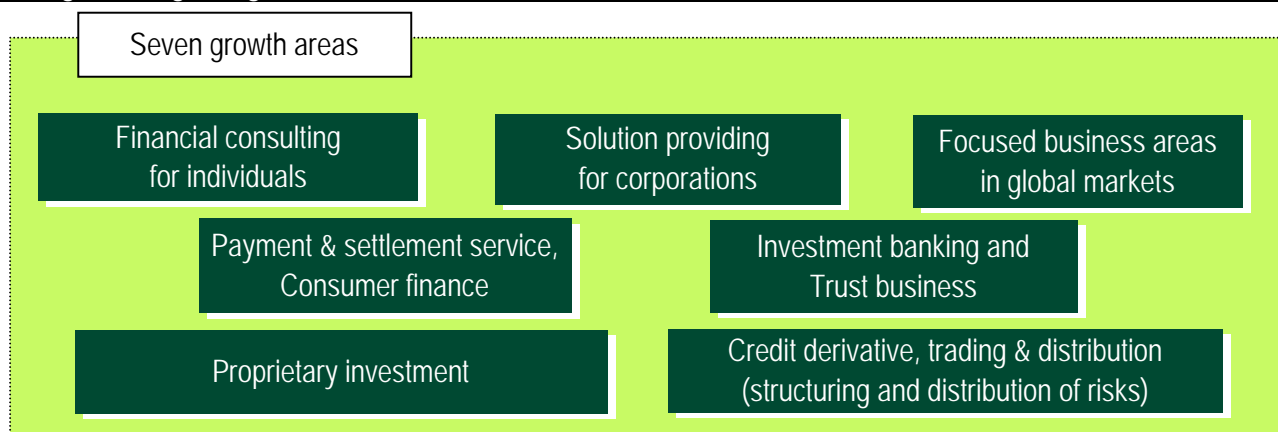 Seven growth areas
Financial consulting
for individuals
Solution providing
for corporations
Focused business areas
in global markets
Payment & settlement service,
Consumer finance
Investment banking and
Trust business
Proprietary investment
Credit derivative, trading & distribution
(structuring and distribution of risks)